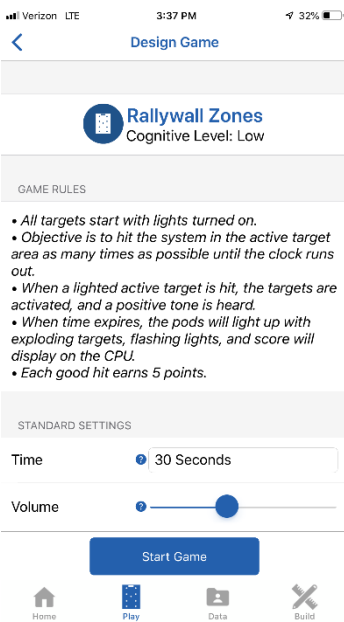 Verizon LTE 3:37 PM 32%
Design Game
Rallywall Zones
Cognitive Level: Low
GAME RULES
• All targets start with lights turned on.
• Objective is to hit the system in the active target
area as many times as possible until the clock runs
out.
• When a lighted active target is hit, the targets are
activated, and a positive tone is heard.
• When time expires, the pods will light up with
exploding targets, flashing lights, and score will
display on the CPU.
• Each good hit earns 5 points.
STANDARD SETTINGS
Time ? 30 Seconds
Volume ?
Start Game
Home Play Data Build